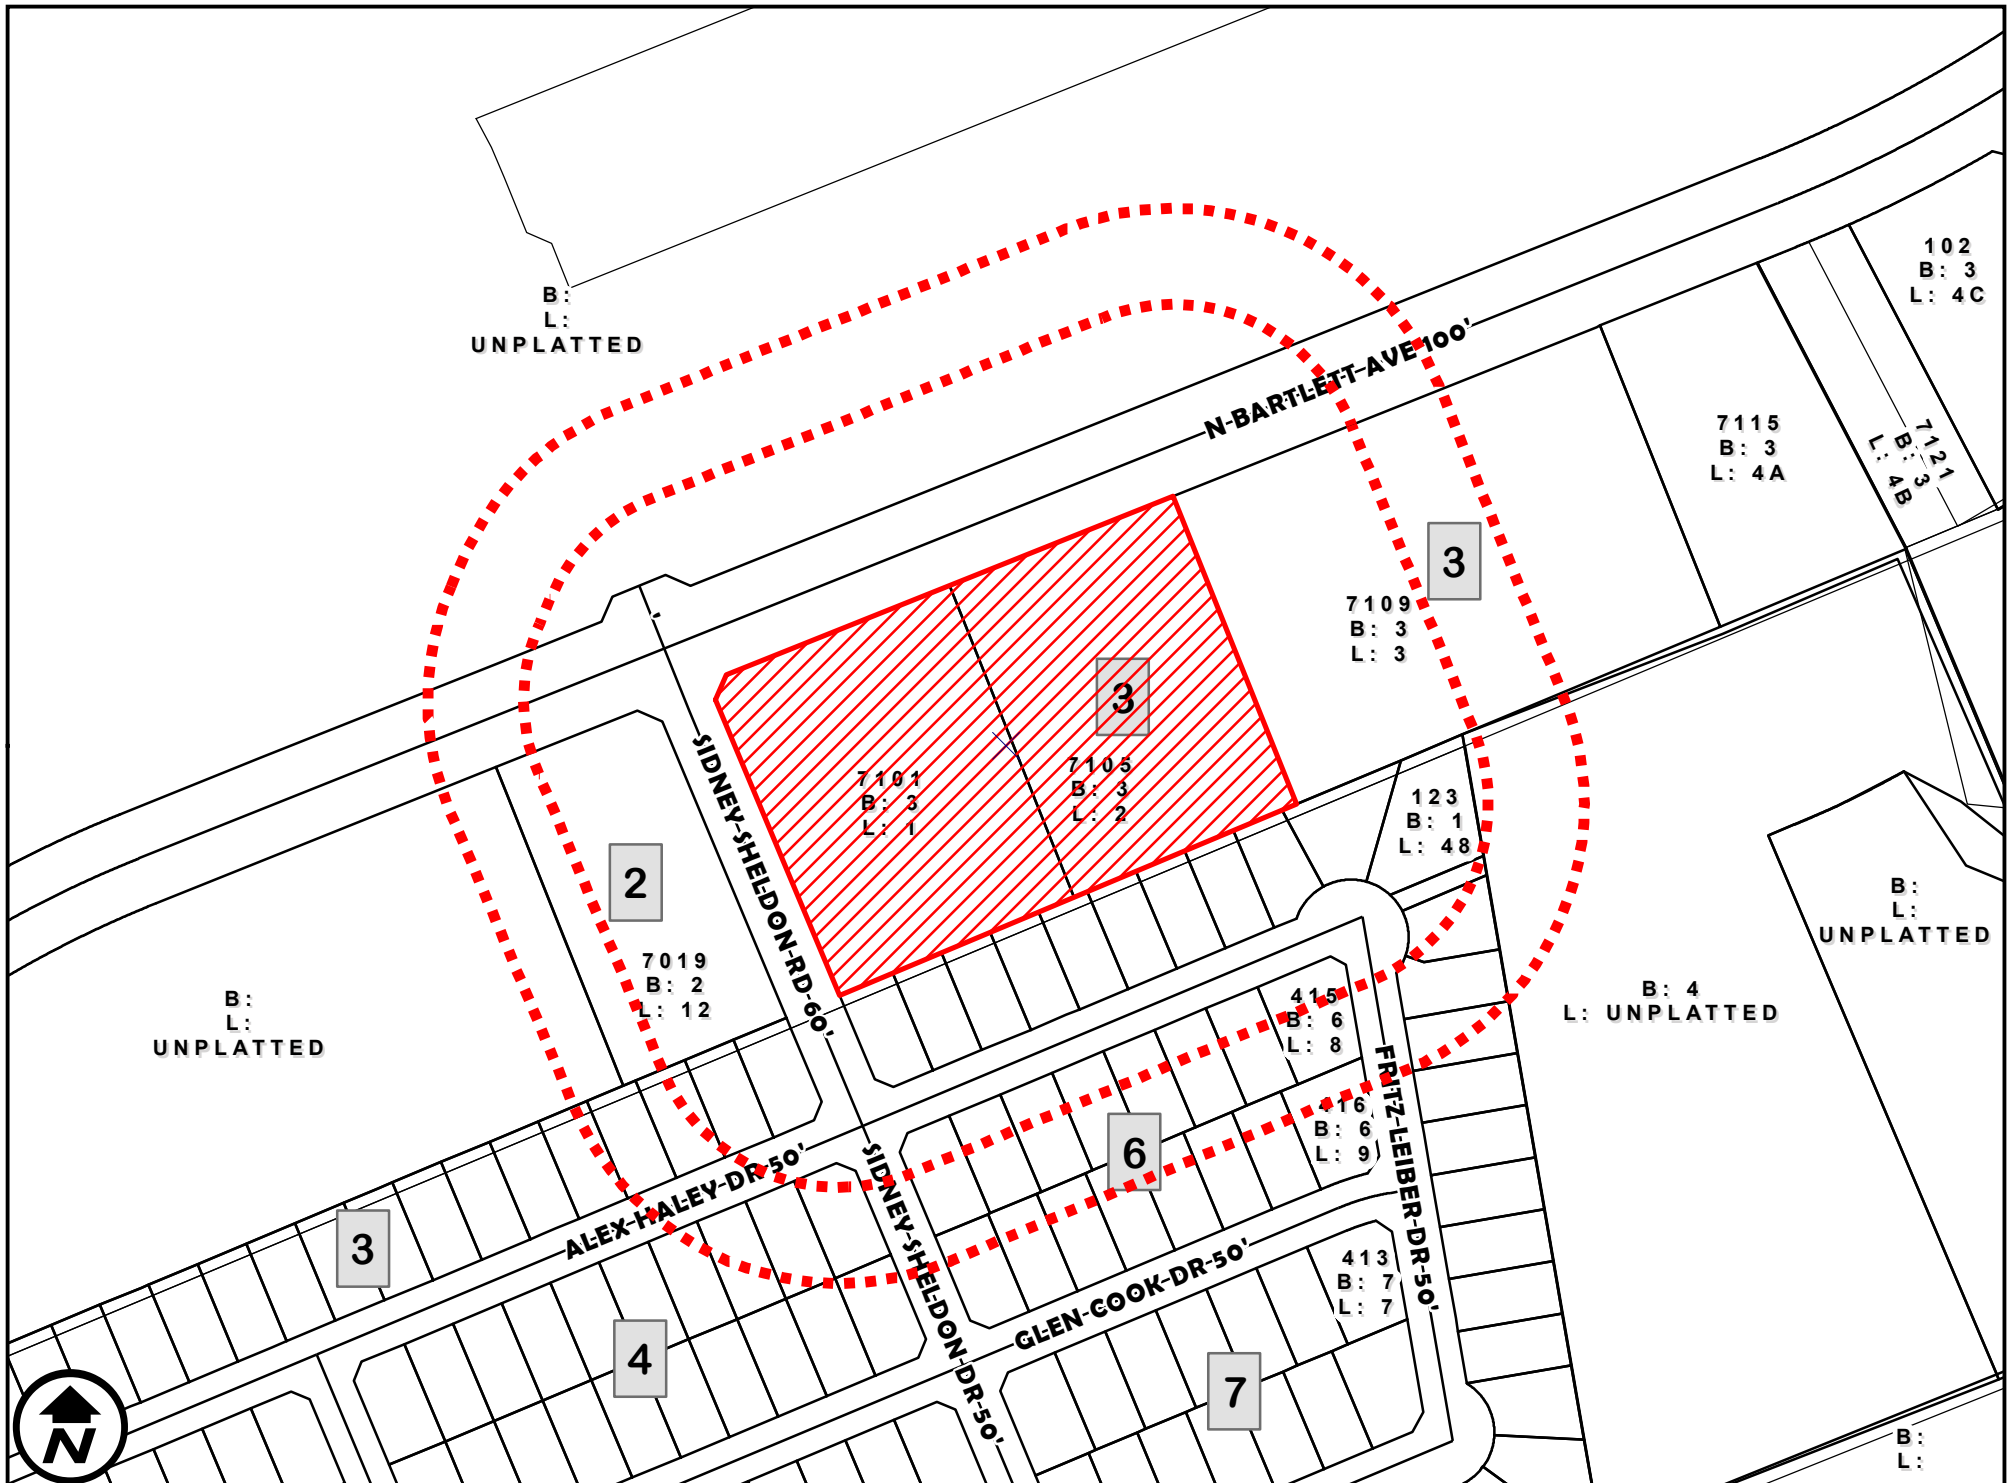 B:
L:
UNPLATTED
102
B: 3
L: 4C
N BARTLETT AVE 100'
7115
B: 3
L: 4A
7121
B: 3
L: 4B
3
7109
B: 3
L: 3
3
7101
B: 3
L: 1
7105
B: 3
L: 2
SIDNEY SHELDON RD 60'
2
7019
B: 2
L: 12
123
B: 1
L: 48
B:
L:
UNPLATTED
B: 4
L: UNPLATTED
B:
L:
UNPLATTED
415
B: 6
L: 8
416
B: 6
L: 9
6
FRITZ LEIBER DR 50'
ALEX HALEY DR 50'
SIDNEY SHELDON DR 50'
3
GLEN COOK DR 50'
413
B: 7
L: 7
4
7
N
B:
L: